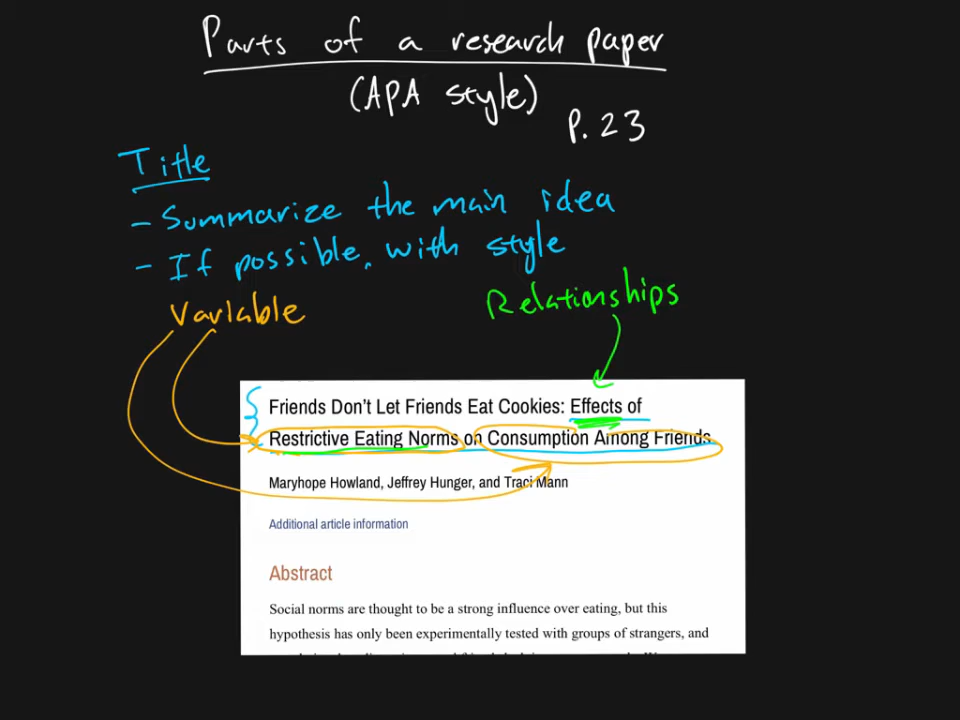 Parts of a research paper
(APA style)
P. 23
Title
- Summarize the main idea
- If possible, with style
Variable
Relationships
Friends Don't Let Friends Eat Cookies: Effects of
Restrictive Eating Norms on Consumption Among Friends
Maryhope Howland, Jeffrey Hunger, and Traci Mann
Additional article information
Abstract
Social norms are thought to be a strong influence over eating, but this
hypothesis has only been experimentally tested with groups of strangers, and